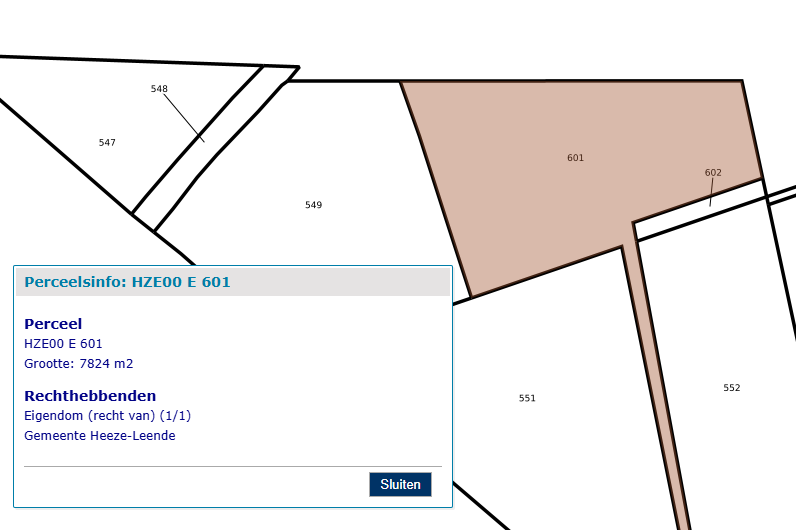 548
547
549
601
602
551
552
Perceelsinfo: HZE00 E 601
Perceel
HZE00 E 601
Grootte: 7824 m2
Rechthebbenden
Eigendom (recht van) (1/1)
Gemeente Heeze-Leende
Sluiten